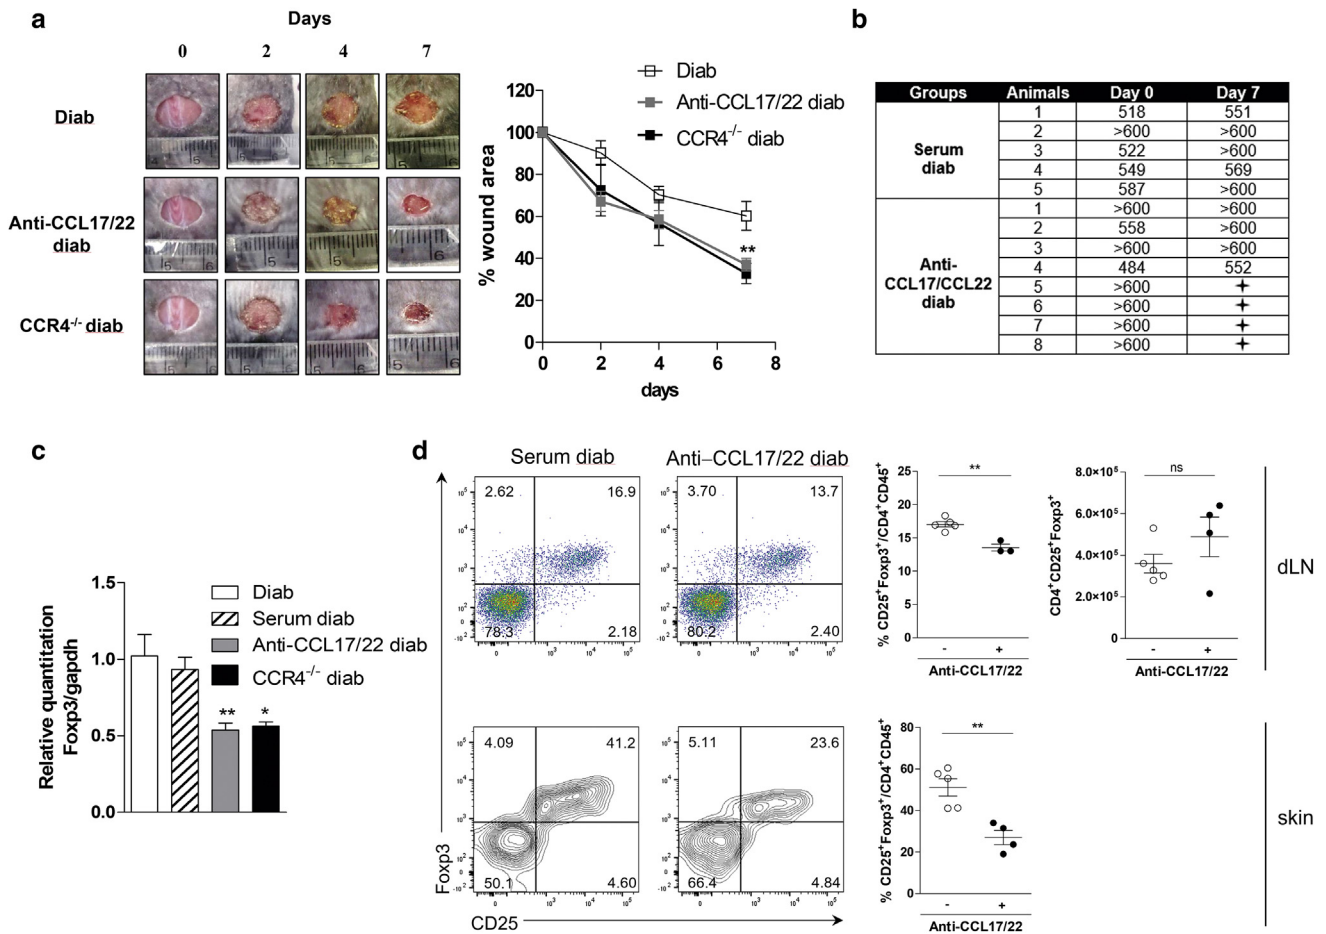 a
Days
0 2 4 7
Diab
Anti-CCL17/22
diab
CCR4-/- diab
Diab
Anti-CCL17/22 diab
CCR4-/- diab
% wound area
120
100
80
60
40
20
0
**
0 2 4 6 8
days
b
Groups Animals Day 0 Day 7
Serum
diab
1 518 551
2 >600 >600
3 522 >600
4 549 569
5 587 >600
Anti-
CCL17/CCL22
diab
1 >600 >600
2 558 >600
3 >600 >600
4 484 552
5 >600
6 >600
7 >600
8 >600
c
Relative quantitation
Foxp3/gapdh
1.5
1.0
0.5
0.0
Diab
Serum diab
Anti-CCL17/22 diab
CCR4-/- diab
** *
d
Serum diab Anti–CCL17/22 diab
2.62 16.9
78.3 2.18
3.70 13.7
80.2 2.40
% CD25+Foxp3+/CD4+CD45+
25
20
15
10
5
0
**
- +
Anti-CCL17/22
CD4+CD25+Foxp3+
8.0×10⁵
6.0×10⁵
4.0×10⁵
2.0×10⁵
0
ns
- +
Anti-CCL17/22
dLN
4.09 41.2
50.1 4.60
5.11 23.6
66.4 4.84
Foxp3
CD25
% CD25+Foxp3+/CD4+CD45+
80
60
40
20
0
**
- +
Anti-CCL17/22
skin